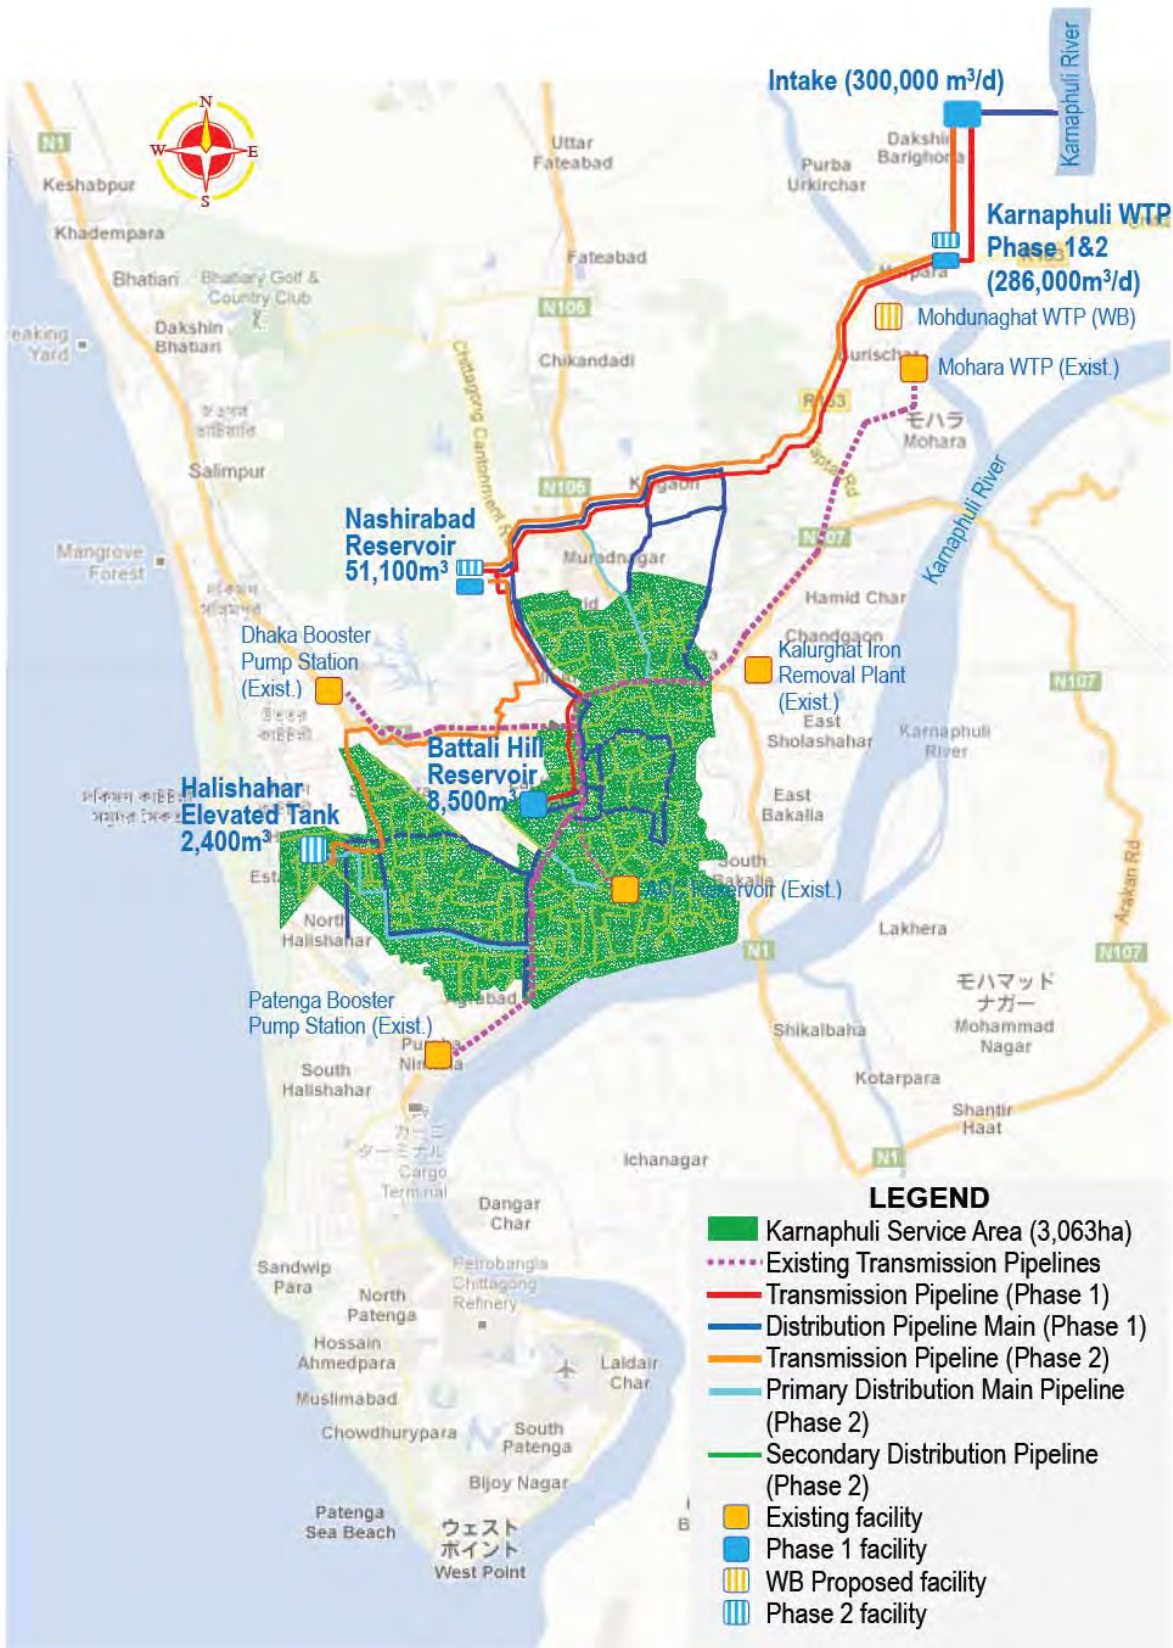 Karnaphuli River
Intake (300,000 m³/d)
N
W
E
S
N1
Keshabpur
Uttar
Fateabad
Dakshin
Barighona
Purba
Urkirchar
Karnaphuli WTP
Phase 1&2
(286,000m³/d)
Khadempara
Bhatiari
Bhatiary Golf &
Country Club
Fateabad
Mohdunaghat WTP (WB)
N106
Dakshin
Bhatiari
eaking
Yard
Chittagong Cantonment R
Chikandadi
Mohara WTP (Exist.)
モハラ
Mohara
Salimpur
Kaptai Rd
N106
Karnaphuli River
Nashirabad
Reservoir
51,100m³
Muradnagar
N107
Mangrove
Forest
Hamid Char
Chandgaon
Dhaka Booster
Pump Station
(Exist.)
Kalurghat Iron
Removal Plant
(Exist.)
N107
East
Sholashahar
Karnaphuli
River
Battali Hill
Reservoir
8,500m³
Halishahar
Elevated Tank
2,400m³
East
Bakalia
Arakan Rd
South
Bakalia
ADC Reservoir (Exist.)
North
Halishahar
Lakhera
N1
N107
モハマッド
ナガー
Mohammad
Nagar
Agrabad
Patenga Booster
Pump Station (Exist.)
Shikalbaha
South
Halishahar
Kotarpara
Shantir
Haat
N1
Ichanagar
Cargo
Terminal
Dangar
Char
Sandwip
Para
Petrobangla
Chittagong
Refinery
North
Patenga
Hossain
Ahmedpara
Laldair
Char
Muslimabad
Chowdhurypara
South
Patenga
Bijoy Nagar
Patenga
Sea Beach
ウェスト
ポイント
West Point
LEGEND
Karnaphuli Service Area (3,063ha)
Existing Transmission Pipelines
Transmission Pipeline (Phase 1)
Distribution Pipeline Main (Phase 1)
Transmission Pipeline (Phase 2)
Primary Distribution Main Pipeline
(Phase 2)
Secondary Distribution Pipeline
(Phase 2)
Existing facility
Phase 1 facility
WB Proposed facility
Phase 2 facility